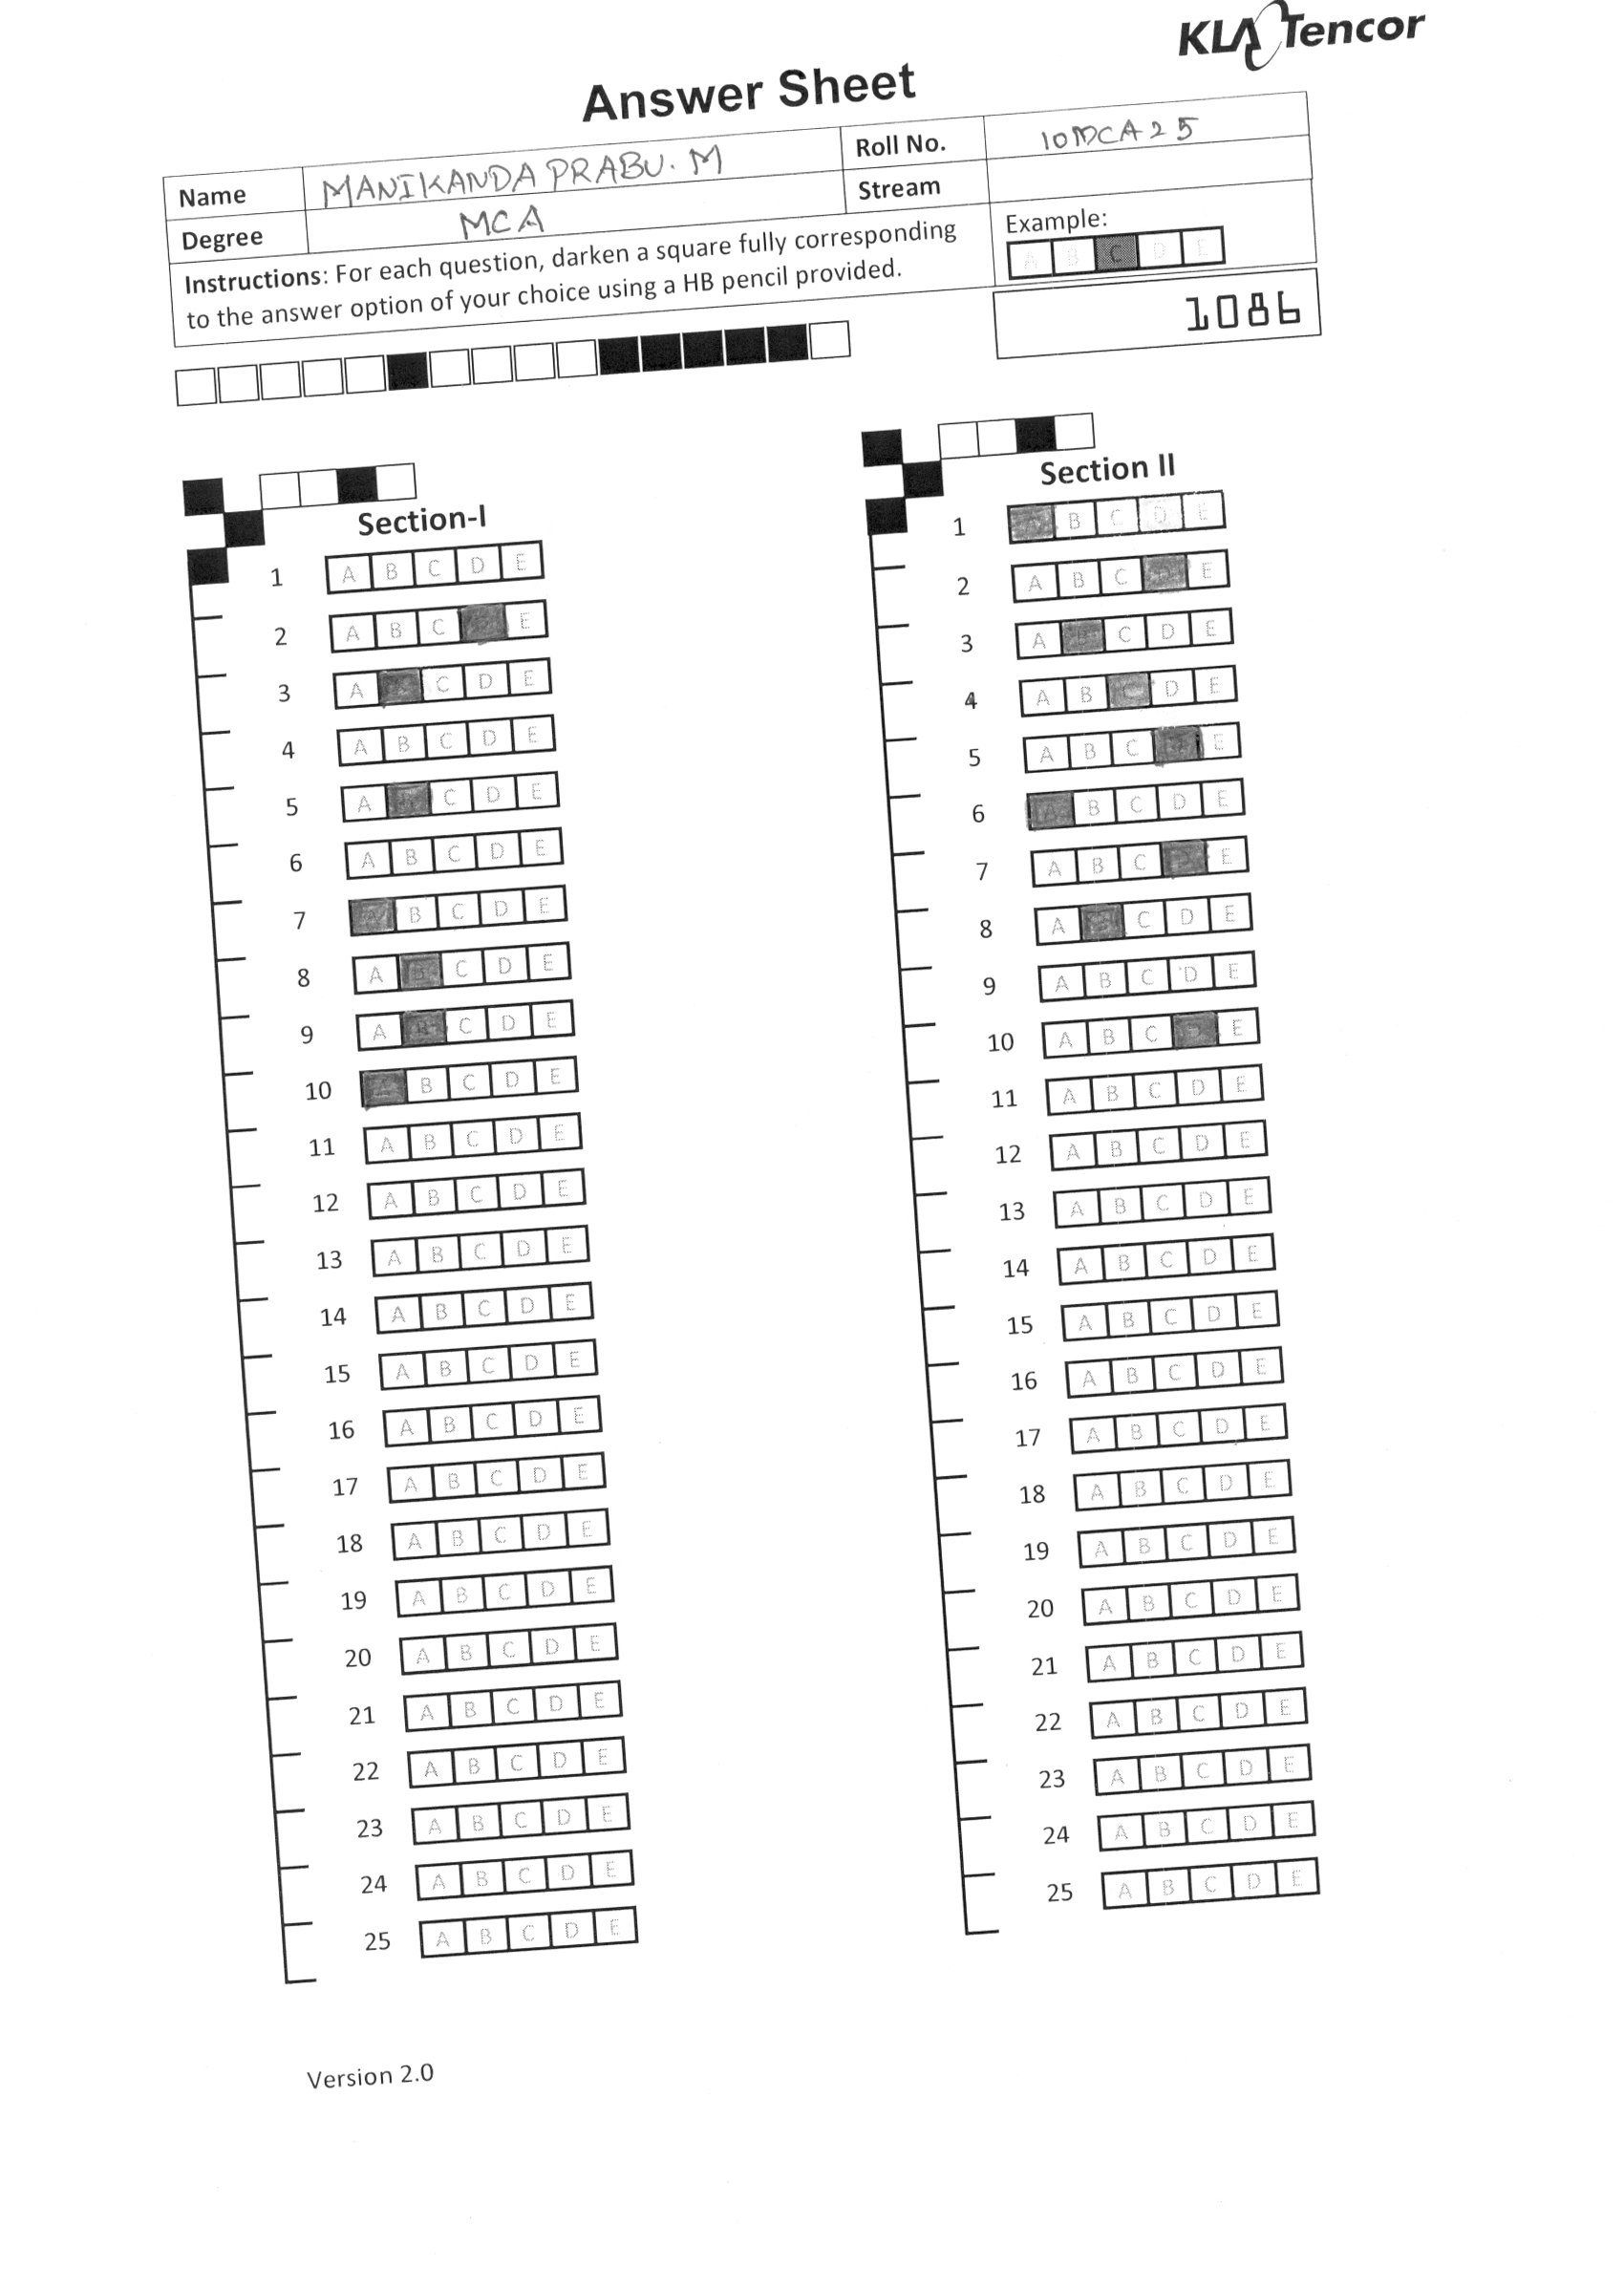 KLA Tencor
Answer Sheet
Name MANIKANDA PRABU. M Roll No. 10MCA25
Degree MCA Stream
Instructions: For each question, darken a square fully corresponding
to the answer option of your choice using a HB pencil provided.
Example:
A B C D E
1086
Section-I
1 A B C D E
2 A B C E
3 A C D E
4 A B C D E
5 A B C D E
6 A B C D E
7 A B C D E
8 A B C D E
9 A B C D E
10 A B C D E
11 A B C D E
12 A B C D E
13 A B C D E
14 A B C D E
15 A B C D E
16 A B C D E
17 A B C D E
18 A B C D E
19 A B C D E
20 A B C D E
21 A B C D E
22 A B C D E
23 A B C D E
24 A B C D E
25 A B C D E
Section II
1 B C D E
2 A B C D E
3 A B C D E
4 A B C D E
5 A B C D E
6 A B C D E
7 A B C D E
8 A B C D E
9 A B C D E
10 A B C D E
11 A B C D E
12 A B C D E
13 A B C D E
14 A B C D E
15 A B C D E
16 A B C D E
17 A B C D E
18 A B C D E
19 A B C D E
20 A B C D E
21 A B C D E
22 A B C D E
23 A B C D E
24 A B C D E
25 A B C D E
Version 2.0